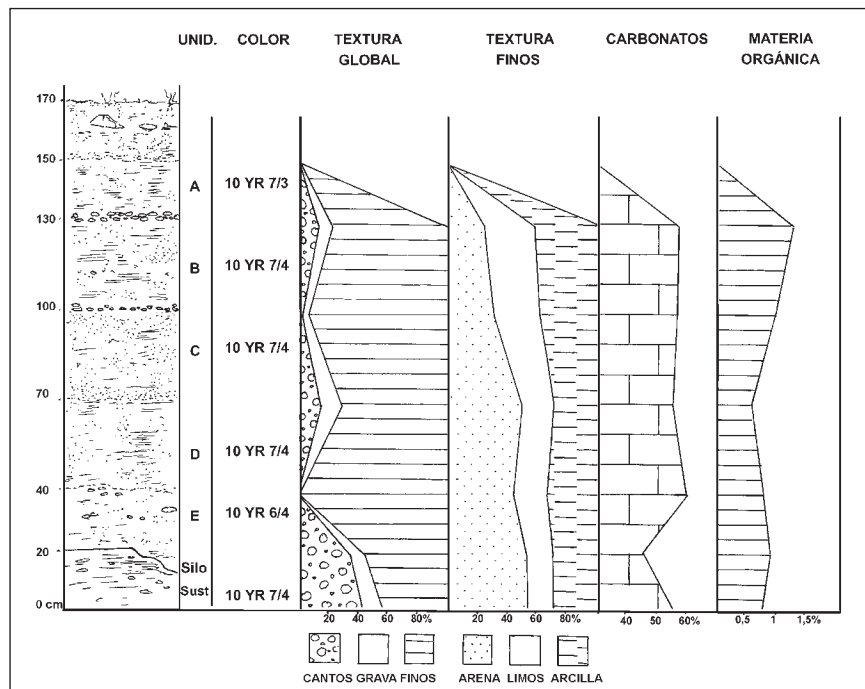 UNID. COLOR TEXTURA GLOBAL TEXTURA FINOS CARBONATOS MATERIA ORGÁNICA
170
150
A 10 YR 7/3
130
B 10 YR 7/4
100
C 10 YR 7/4
70
D 10 YR 7/4
40
E 10 YR 6/4
20
Silo
Sust 10 YR 7/4
0 cm
20 40 60 80% 20 40 60 80% 40 50 60% 0,5 1 1,5%
CANTOS GRAVA FINOS ARENA LIMOS ARCILLA